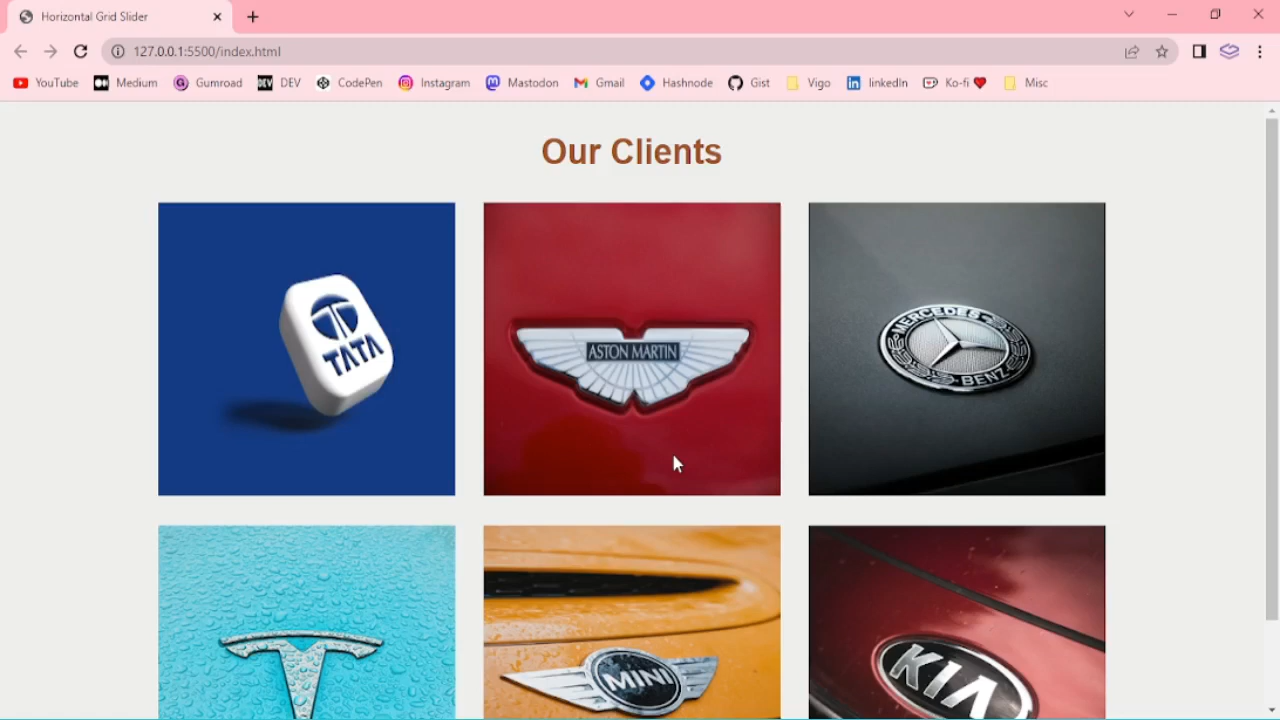 Horizontal Grid Slider
127.0.0.1:5500/index.html
YouTube Medium Gumroad DEV CodePen Instagram Mastodon Gmail Hashnode Gist Vigo linkedIn Ko-fi Misc
Our Clients
TATA
ASTON MARTIN
MERCEDES
BENZ
MINI
KIA